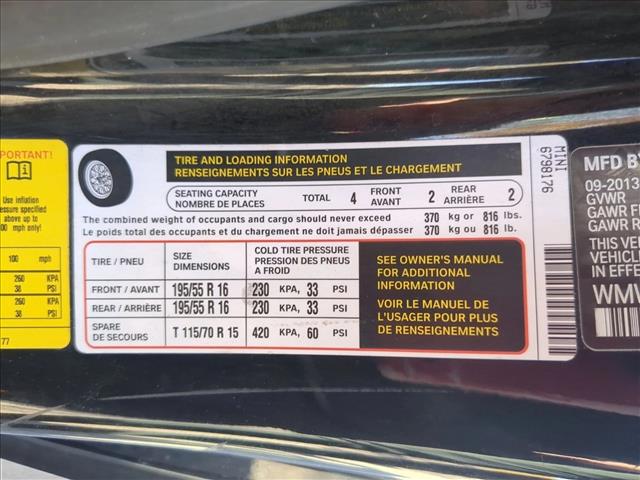 PORTANT!
Use inflation
pressure specified
above up to
00 mph only!
100 mph
260 KPA
38 PSI
260 KPA
38 PSI
77
TIRE AND LOADING INFORMATION
RENSEIGNEMENTS SUR LES PNEUS ET LE CHARGEMENT
SEATING CAPACITY
NOMBRE DE PLACES
TOTAL 4
FRONT
AVANT 2
REAR
ARRIÈRE 2
The combined weight of occupants and cargo should never exceed 370 kg or 816 lbs.
Le poids total des occupants et du chargement ne doit jamais dépasser 370 kg ou 816 lb.
TIRE / PNEU
SIZE
DIMENSIONS
COLD TIRE PRESSURE
PRESSION DES PNEUS
A FROID
FRONT / AVANT 195/55 R 16 230 KPA, 33 PSI
REAR / ARRIÈRE 195/55 R 16 230 KPA, 33 PSI
SPARE
DE SECOURS T 115/70 R 15 420 KPA, 60 PSI
SEE OWNER'S MANUAL
FOR ADDITIONAL
INFORMATION
VOIR LE MANUEL DE
L'USAGER POUR PLUS
DE RENSEIGNEMENTS
MINI
6798176
MFD BY
09-2013
GVWR
GAWR F
GAWR R
THIS VE
VEHICL
IN EFFE
WMW